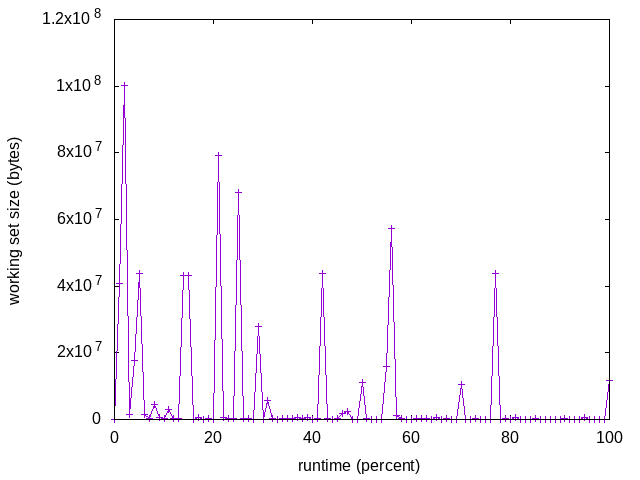 1.2x10^8
1x10^8
8x10^7
6x10^7
4x10^7
2x10^7
0
0 20 40 60 80 100
working set size (bytes)
runtime (percent)